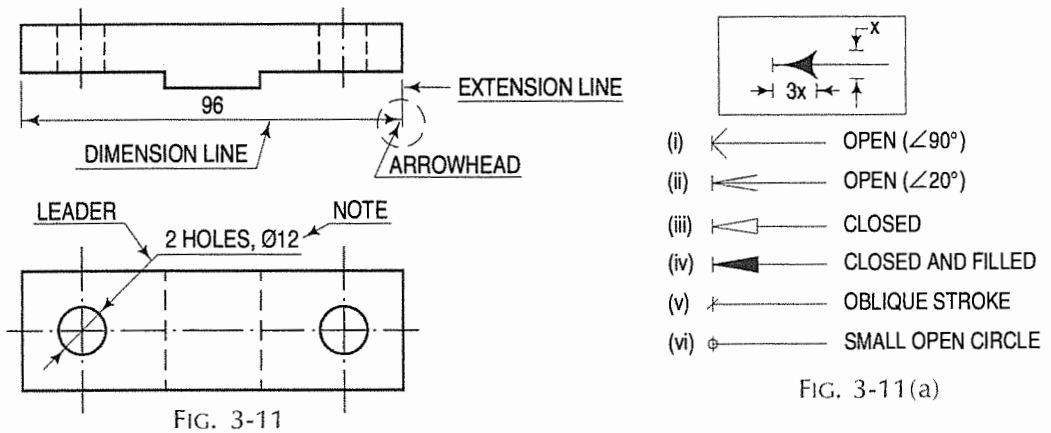 EXTENSION LINE
96
DIMENSION LINE
ARROWHEAD
LEADER
NOTE
2 HOLES, Ø12
FIG. 3-11
x
3x
(i) OPEN (∠90°)
(ii) OPEN (∠20°)
(iii) CLOSED
(iv) CLOSED AND FILLED
(v) OBLIQUE STROKE
(vi) SMALL OPEN CIRCLE
FIG. 3-11(a)